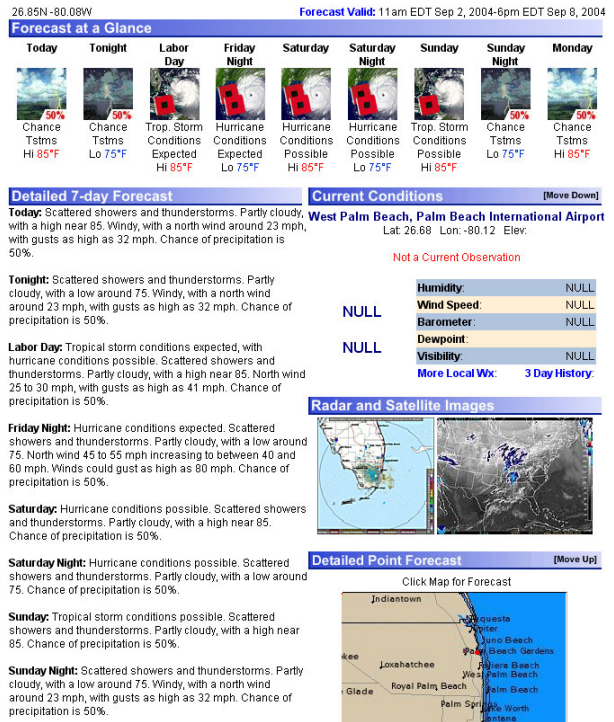 26.85N -80.08W
Forecast Valid: 11am EDT Sep 2, 2004-6pm EDT Sep 8, 2004
Forecast at a Glance
Today
Tonight
Labor Day
Friday Night
Saturday
Saturday Night
Sunday
Sunday Night
Monday
50%
50%
50%
50%
Chance Tstms Hi 85°F
Chance Tstms Lo 75°F
Trop. Storm Conditions Expected Hi 85°F
Hurricane Conditions Expected Lo 75°F
Hurricane Conditions Possible Hi 85°F
Hurricane Conditions Possible Lo 75°F
Trop. Storm Conditions Possible Hi 85°F
Chance Tstms Lo 75°F
Chance Tstms Hi 85°F
Detailed 7-day Forecast
Today: Scattered showers and thunderstorms. Partly cloudy,
with a high near 85. Windy, with a north wind around 23 mph,
with gusts as high as 32 mph. Chance of precipitation is
50%.
Tonight: Scattered showers and thunderstorms. Partly
cloudy, with a low around 75. Windy, with a north wind
around 23 mph, with gusts as high as 32 mph. Chance of
precipitation is 50%.
Labor Day: Tropical storm conditions expected, with
hurricane conditions possible. Scattered showers and
thunderstorms. Partly cloudy, with a high near 85. North wind
25 to 30 mph, with gusts as high as 41 mph. Chance of
precipitation is 50%.
Friday Night: Hurricane conditions expected. Scattered
showers and thunderstorms. Partly cloudy, with a low around
75. North wind 45 to 55 mph increasing to between 40 and
60 mph. Winds could gust as high as 80 mph. Chance of
precipitation is 50%.
Saturday: Hurricane conditions possible. Scattered showers
and thunderstorms. Partly cloudy, with a high near 85.
Chance of precipitation is 50%.
Saturday Night: Hurricane conditions possible. Scattered
showers and thunderstorms. Partly cloudy, with a low around
75. Chance of precipitation is 50%.
Sunday: Tropical storm conditions possible. Scattered
showers and thunderstorms. Partly cloudy, with a high near
85. Chance of precipitation is 50%.
Sunday Night: Scattered showers and thunderstorms. Partly
cloudy, with a low around 75. Windy, with a north wind
around 23 mph, with gusts as high as 32 mph. Chance of
precipitation is 50%.
Current Conditions
[Move Down]
West Palm Beach, Palm Beach International Airport
Lat: 26.68 Lon: -80.12 Elev:
Not a Current Observation
NULL
NULL
Humidity: NULL
Wind Speed: NULL
Barometer: NULL
Dewpoint:
Visibility: NULL
More Local Wx: 3 Day History:
Radar and Satellite Images
Detailed Point Forecast
[Move Up]
Click Map for Forecast
Indiantown
equesta
piter
uno Beach
Beach Gardens
kee
Loxahatchee
Riviera Beach
West Palm Beach
Glade
Royal Palm Beach
Palm Beach
Palm Spri
ke Worth
antana